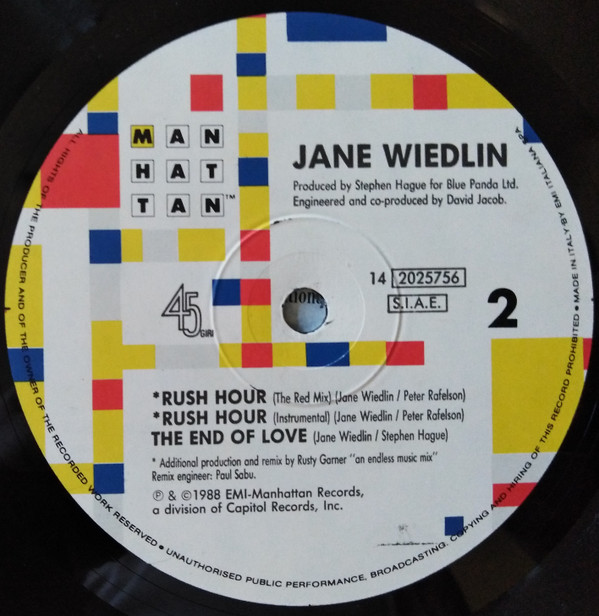 MAN
HAT
TAN™
JANE WIEDLIN
Produced by Stephen Hague for Blue Panda Ltd.
Engineered and co-produced by David Jacob.
14 2025756
S.I.A.E.
45
GIRI
2
*RUSH HOUR (The Red Mix) (Jane Wiedlin / Peter Rafelson)
*RUSH HOUR (Instrumental) (Jane Wiedlin / Peter Rafelson)
THE END OF LOVE (Jane Wiedlin / Stephen Hague)
* Additional production and remix by Rusty Garner "an endless music mix"
Remix engineer: Paul Sabu.
℗ & ©1988 EMI-Manhattan Records,
a division of Capitol Records, Inc.
ALL RIGHTS OF THE PRODUCER AND OF THE OWNER OF THE RECORDED WORK RESERVED • UNAUTHORISED PUBLIC PERFORMANCE, BROADCASTING, COPYING AND HIRING OF THIS RECORD PROHIBITED • MADE IN ITALY BY EMI ITALIANA SPA